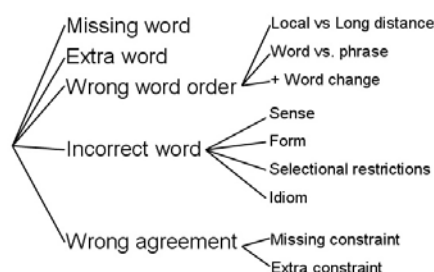 Missing word
Extra word
Wrong word order
Local vs Long distance
Word vs. phrase
+ Word change
Incorrect word
Sense
Form
Selectional restrictions
Idiom
Wrong agreement
Missing constraint
Extra constraint